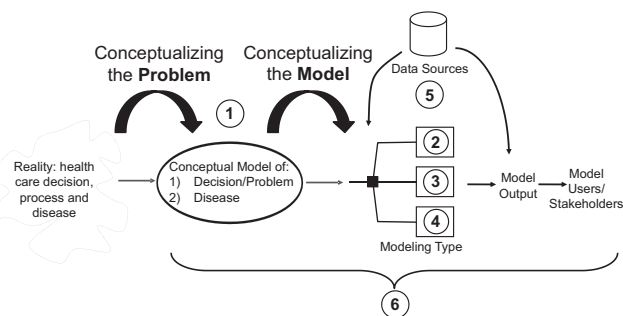 Conceptualizing
the Problem
Conceptualizing
the Model
Data Sources
1
5
Reality: health
care decision,
process and
disease
Conceptual Model of:
1) Decision/Problem
2) Disease
2
3
4
Modeling Type
Model
Output
Model
Users/
Stakeholders
6